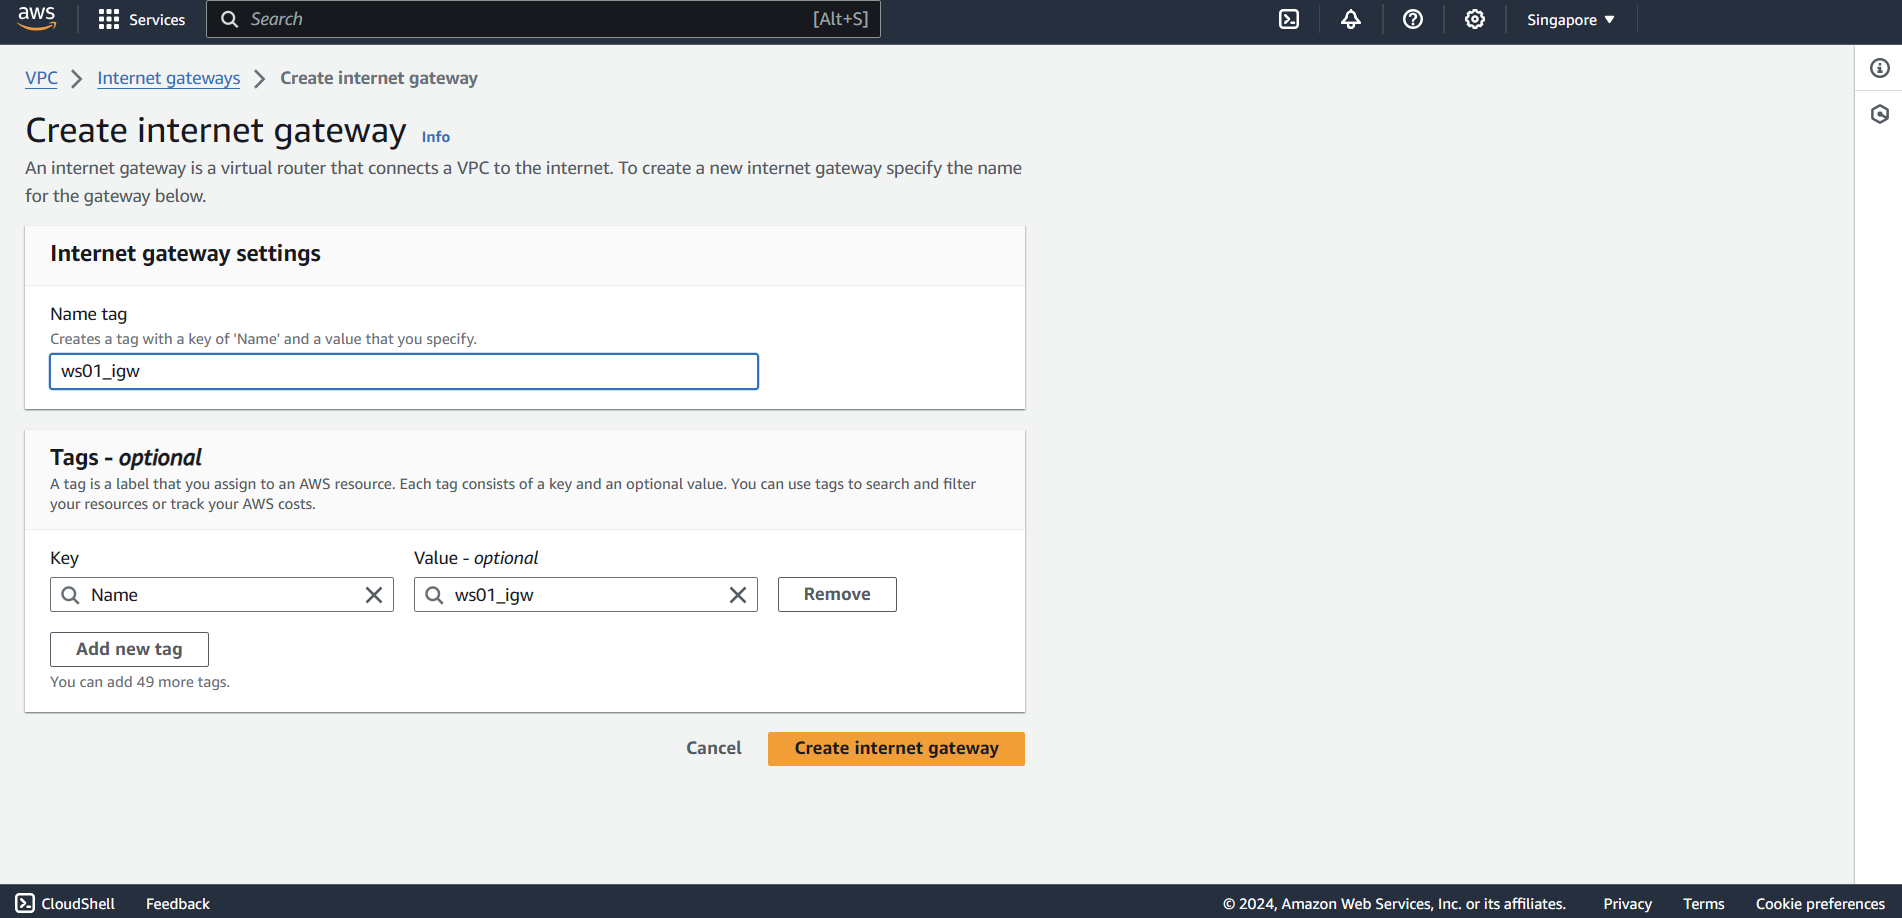 aws
Services
Search [Alt+S]
Singapore
VPC Internet gateways Create internet gateway
Create internet gateway Info
An internet gateway is a virtual router that connects a VPC to the internet. To create a new internet gateway specify the name
for the gateway below.
Internet gateway settings
Name tag
Creates a tag with a key of 'Name' and a value that you specify.
ws01_igw
Tags - optional
A tag is a label that you assign to an AWS resource. Each tag consists of a key and an optional value. You can use tags to search and filter
your resources or track your AWS costs.
Key Value - optional
Name ws01_igw Remove
Add new tag
You can add 49 more tags.
Cancel Create internet gateway
CloudShell Feedback © 2024, Amazon Web Services, Inc. or its affiliates. Privacy Terms Cookie preferences